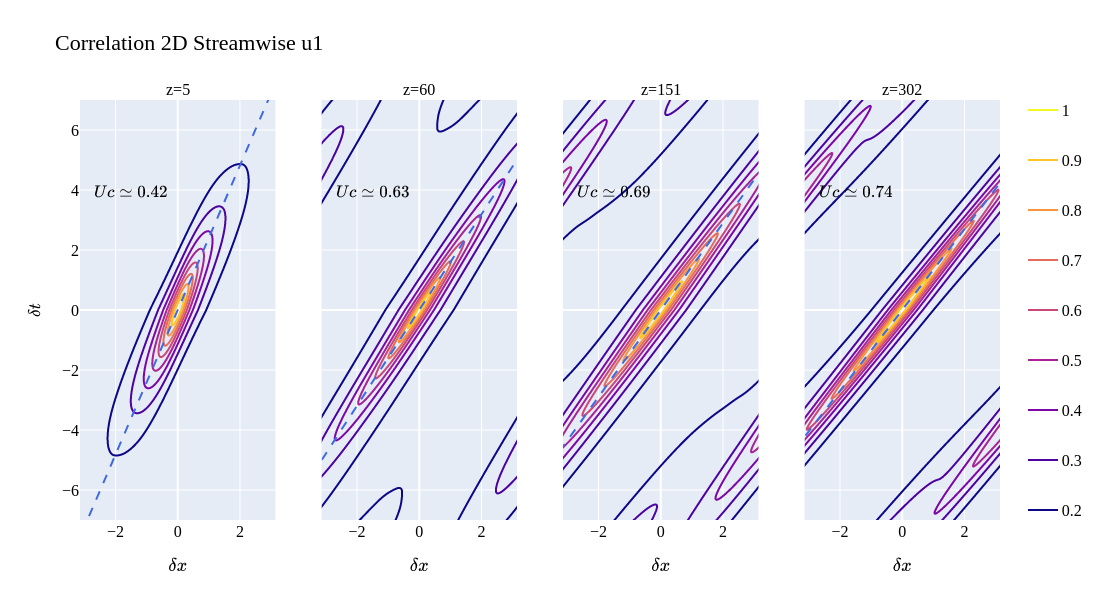 Correlation 2D Streamwise u1
z=5 z=60 z=151 z=302
Uc ≃ 0.42 Uc ≃ 0.63 Uc ≃ 0.69 Uc ≃ 0.74
6
4
2
0
−2
−4
−6
δt
−2 0 2 −2 0 2 −2 0 2 −2 0 2
δx δx δx δx
1
0.9
0.8
0.7
0.6
0.5
0.4
0.3
0.2